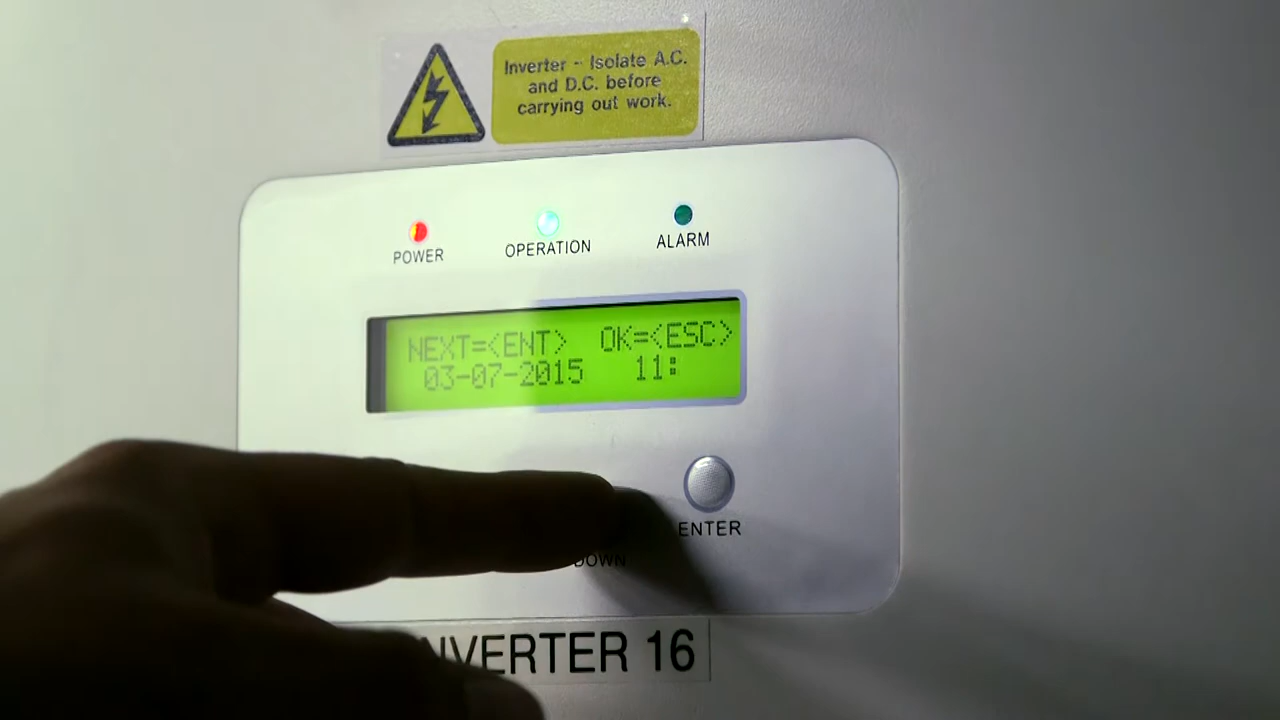 Inverter - Isolate A.C.
and D.C. before
carrying out work.
POWER
OPERATION
ALARM
NEXT=<ENT> OK=<ESC>
03-07-2015 11:
ENTER
DOWN
NVERTER 16